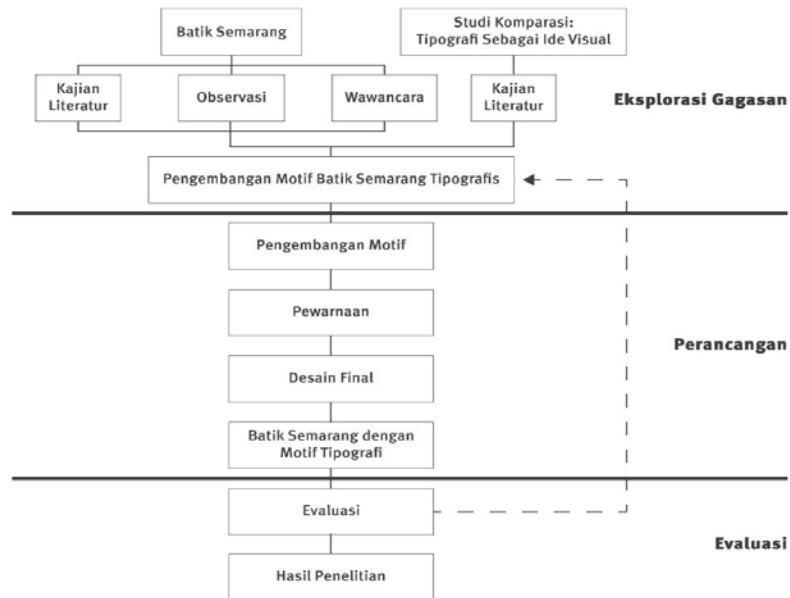 Batik Semarang
Studi Komparasi:
Tipografi Sebagai Ide Visual
Kajian
Literatur
Observasi
Wawancara
Kajian
Literatur
Eksplorasi Gagasan
Pengembangan Motif Batik Semarang Tipografis
Pengembangan Motif
Pewarnaan
Perancangan
Desain Final
Batik Semarang dengan
Motif Tipografi
Evaluasi
Evaluasi
Hasil Penelitian